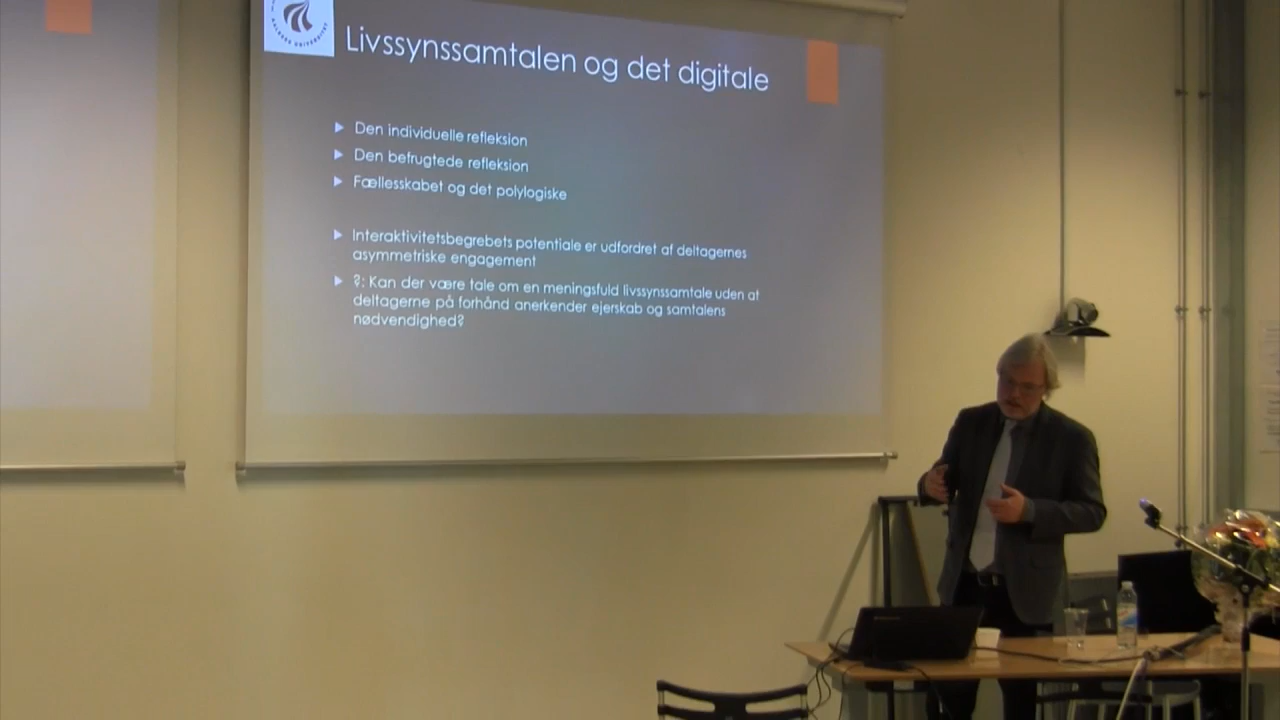 AALBORG UNIVERSITET
Livssynssamtalen og det digitale
Den individuelle refleksion
Den befrugtede refleksion
Fællesskabet og det polylogiske
Interaktivitetsbegrebets potentiale er udfordret af deltagernes
asymmetriske engagement
?: Kan der være tale om en meningsfuld livssynssamtale uden at
deltagerne på forhånd anerkender ejerskab og samtalens
nødvendighed?